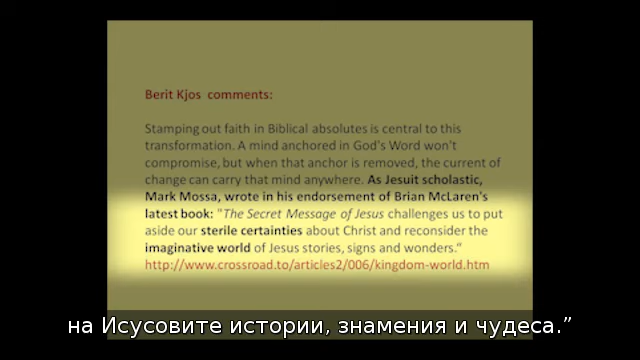 Berit Kjos comments:
Stamping out faith in Biblical absolutes is central to this
transformation. A mind anchored in God's Word won't
compromise, but when that anchor is removed, the current of
change can carry that mind anywhere. As Jesuit scholastic,
Mark Mossa, wrote in his endorsement of Brian McLaren's
latest book: "The Secret Message of Jesus challenges us to put
aside our sterile certainties about Christ and reconsider the
imaginative world of Jesus stories, signs and wonders."
http://www.crossroad.to/articles2/006/kingdom-world.htm
на Исусовите истории, знамения и чудеса.”